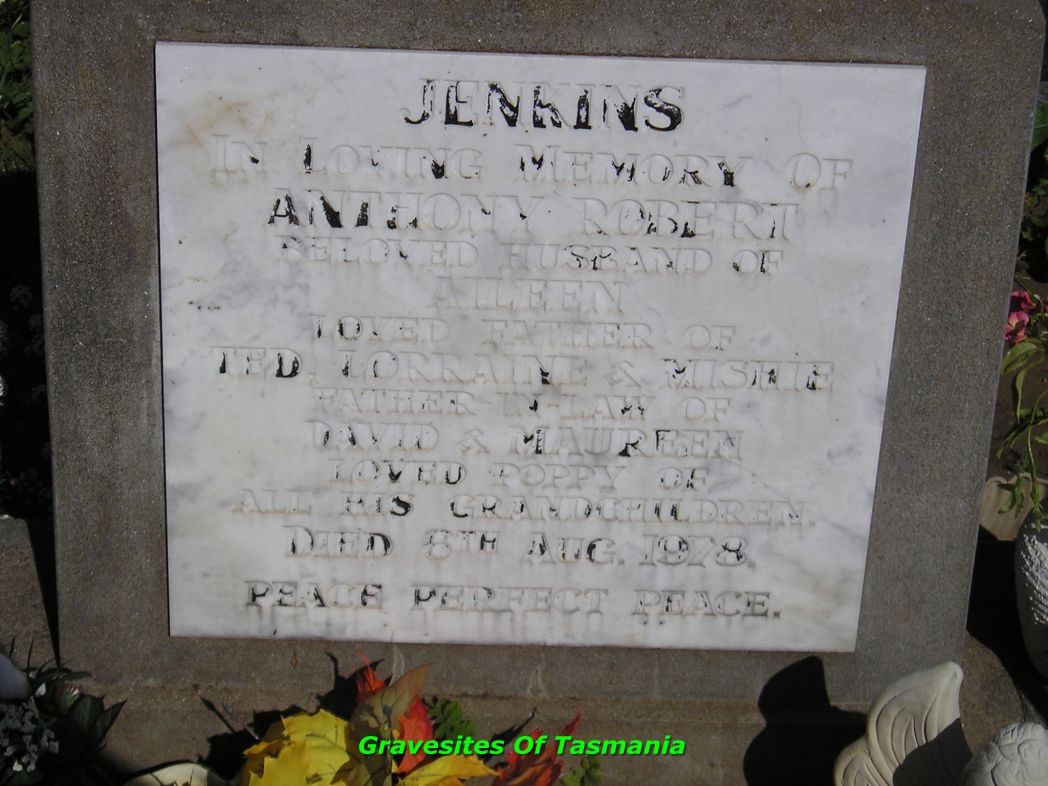 JENKINS
IN LOVING MEMORY OF
ANTHONY ROBERT
BELOVED HUSBAND OF
AILEEN
LOVED FATHER OF
TED, LORRAINE & MISHIE
FATHER-IN-LAW OF
DAVID & MAUREEN
LOVED POPPY OF
ALL HIS GRANDCHILDREN.
DIED 8TH AUG. 1978.
PEACE PERFECT PEACE.
Gravesites Of Tasmania